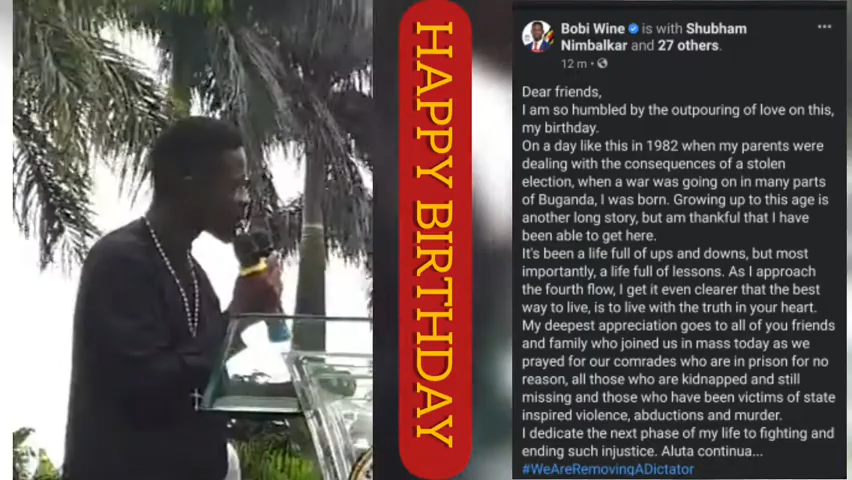 HAPPY BIRTHDAY
Bobi Wine is with Shubham
Nimbalkar and 27 others.
12 m •
Dear friends,
I am so humbled by the outpouring of love on this,
my birthday.
On a day like this in 1982 when my parents were
dealing with the consequences of a stolen
election, when a war was going on in many parts
of Buganda, I was born. Growing up to this age is
another long story, but am thankful that I have
been able to get here.
It's been a life full of ups and downs, but most
importantly, a life full of lessons. As I approach
the fourth flow, I get it even clearer that the best
way to live, is to live with the truth in your heart.
My deepest appreciation goes to all of you friends
and family who joined us in mass today as we
prayed for our comrades who are in prison for no
reason, all those who are kidnapped and still
missing and those who have been victims of state
inspired violence, abductions and murder.
I dedicate the next phase of my life to fighting and
ending such injustice. Aluta continua...
#WeAreRemovingADictator